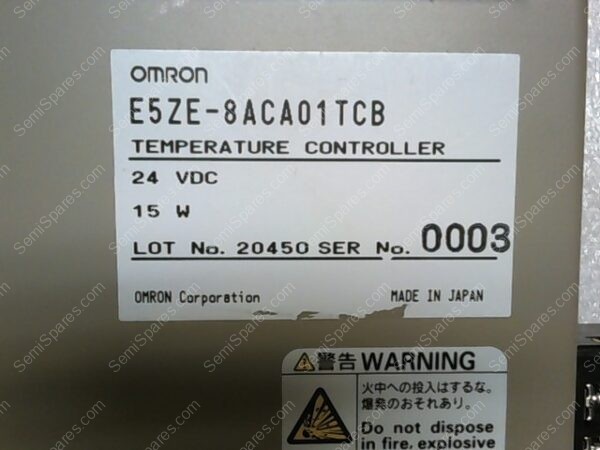 OMRON
E5ZE-8ACA01TCB
TEMPERATURE CONTROLLER
24 VDC
15 W
LOT No. 20450 SER No. 0003
OMRON Corporation MADE IN JAPAN
警告 WARNING
火中への投入はするな。
爆発のおそれあり。
Do not dispose
in fire, explosive
SemiSpares.com